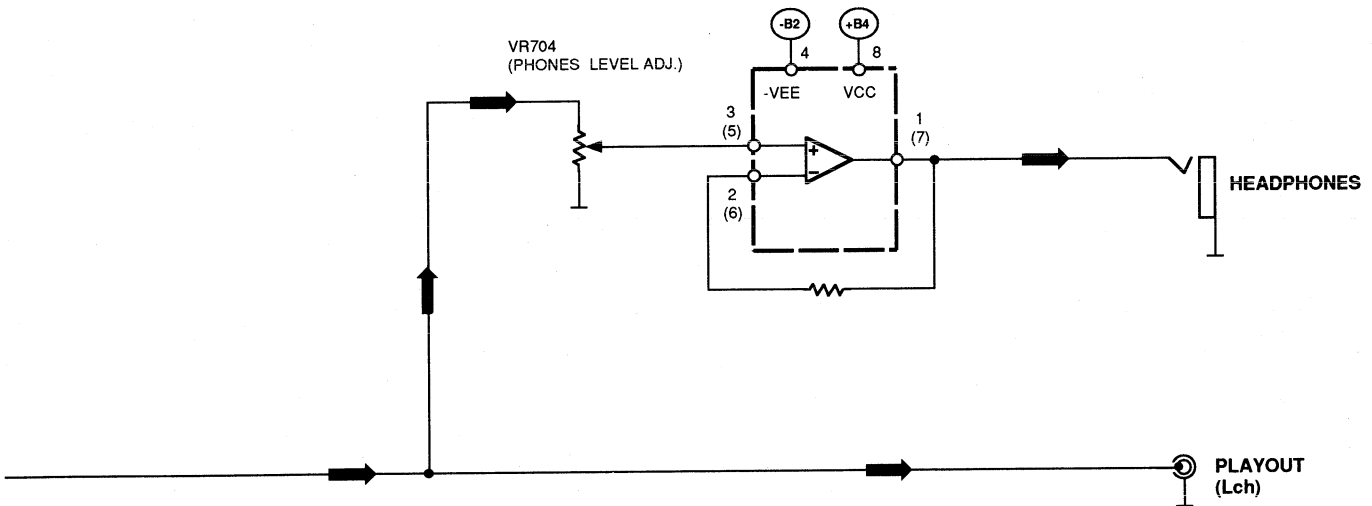 -B2
+B4
VR704
(PHONES LEVEL ADJ.)
4
8
-VEE
VCC
3
(5)
1
(7)
+
-
2
(6)
HEADPHONES
PLAYOUT
(Lch)